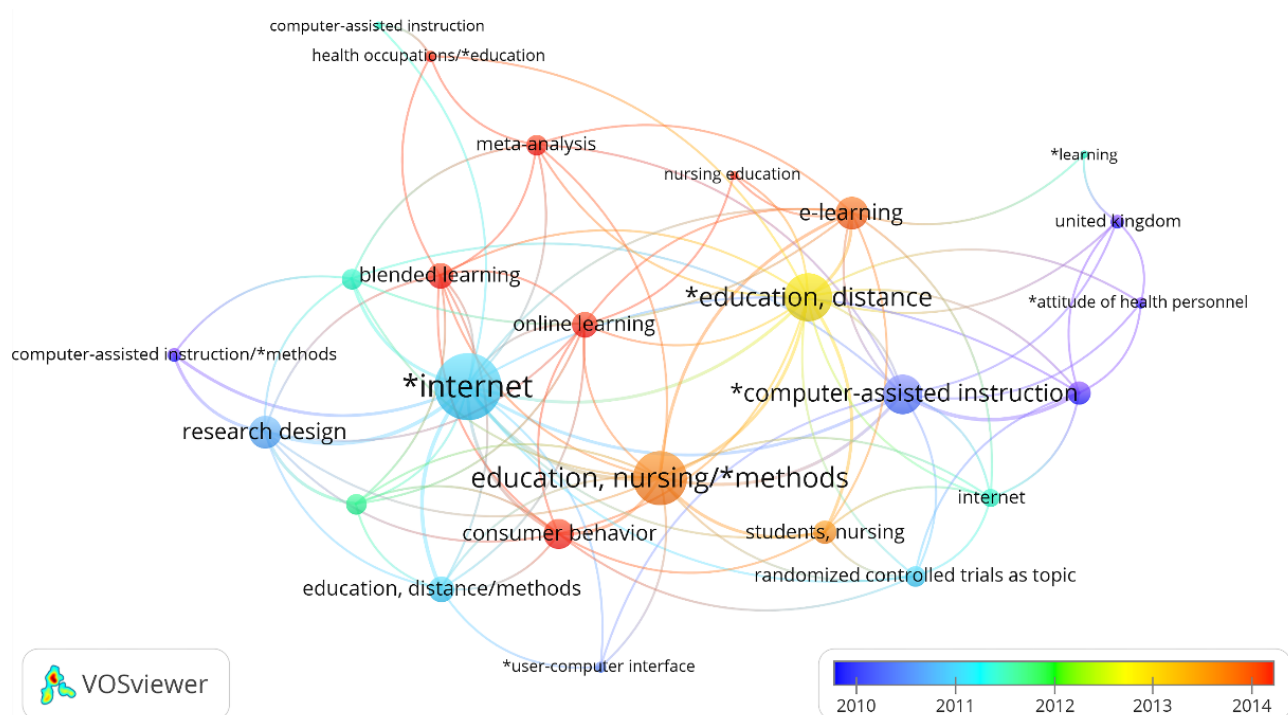 computer-assisted instruction
health occupations/*education
meta-analysis
*learning
nursing education
e-learning
united kingdom
blended learning
*education, distance
*attitude of health personnel
online learning
computer-assisted instruction/*methods
*internet
*computer-assisted instruction
research design
education, nursing/*methods
internet
consumer behavior
students, nursing
randomized controlled trials as topic
education, distance/methods
*user-computer interface
VOSviewer
2010 2011 2012 2013 2014